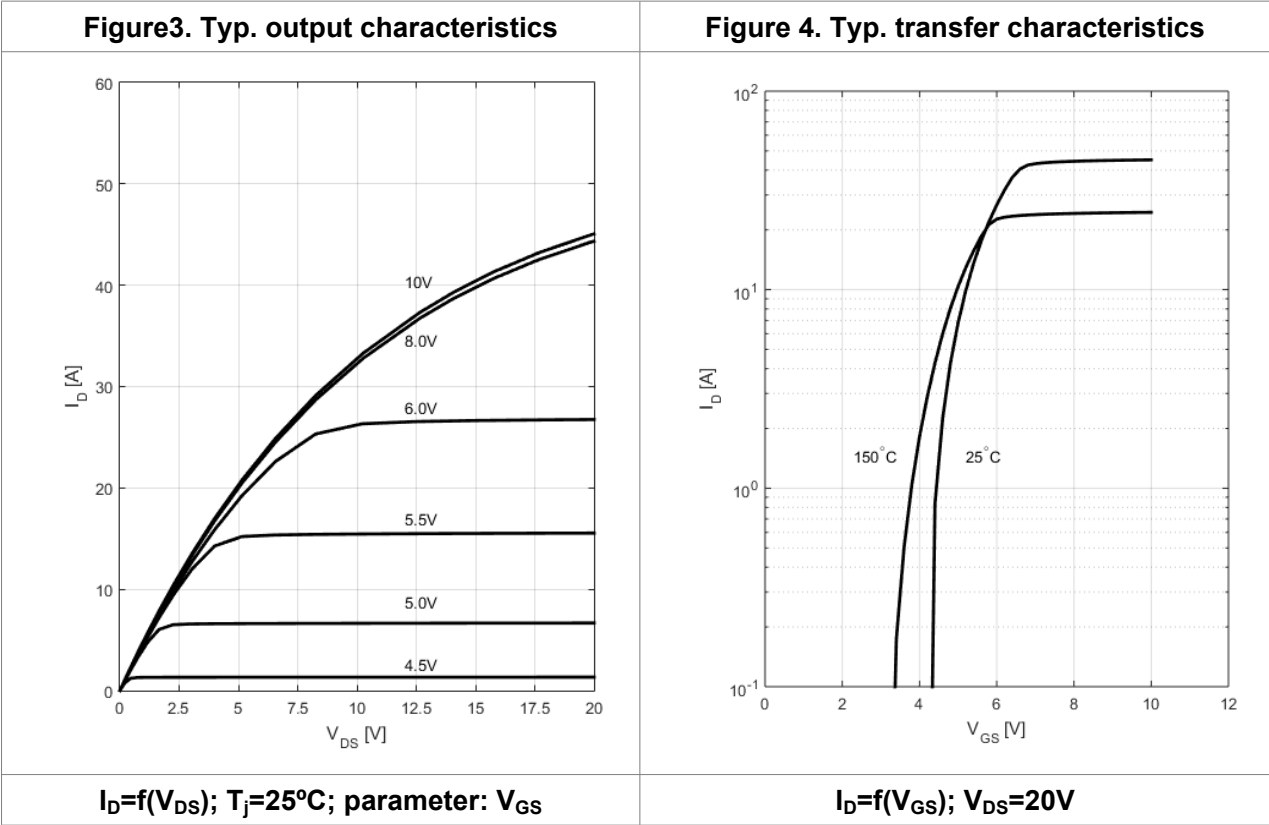 Figure3. Typ. output characteristics
Figure 4. Typ. transfer characteristics
60
50
40
30
20
10
0
I_D [A]
10V
8.0V
6.0V
5.5V
5.0V
4.5V
0 2.5 5 7.5 10 12.5 15 17.5 20
V_DS [V]
10^2
10^1
10^0
10^-1
I_D [A]
150°C 25°C
0 2 4 6 8 10 12
V_GS [V]
I_D=f(V_DS); T_j=25ºC; parameter: V_GS
I_D=f(V_GS); V_DS=20V